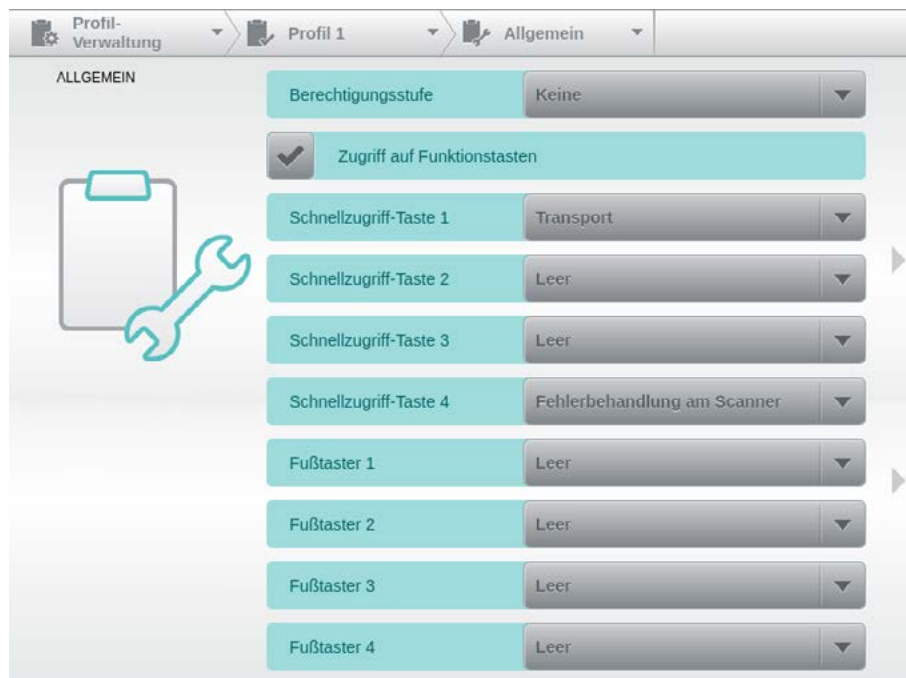 Profil-
Verwaltung
Profil 1
Allgemein
ALLGEMEIN
Berechtigungsstufe
Keine
Zugriff auf Funktionstasten
Schnellzugriff-Taste 1
Transport
Schnellzugriff-Taste 2
Leer
Schnellzugriff-Taste 3
Leer
Schnellzugriff-Taste 4
Fehlerbehandlung am Scanner
Fußtaster 1
Leer
Fußtaster 2
Leer
Fußtaster 3
Leer
Fußtaster 4
Leer